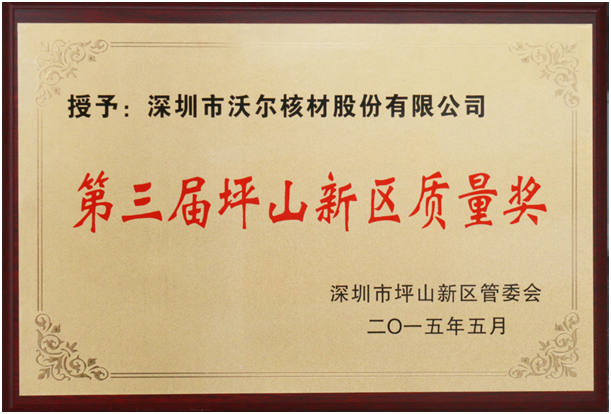 授予：深圳市沃尔核材股份有限公司
第三届坪山新区质量奖
深圳市坪山新区管委会
二〇一五年五月